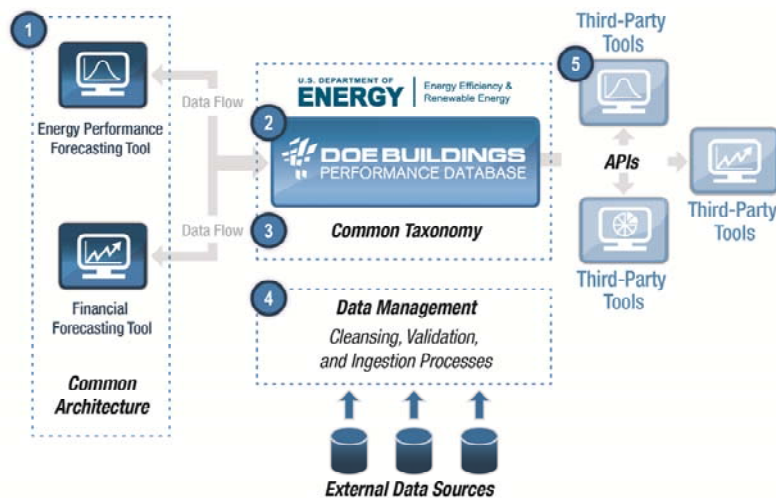 1
Energy Performance
Forecasting Tool
Financial
Forecasting Tool
Common
Architecture
Data Flow
Data Flow
U.S. DEPARTMENT OF
ENERGY
Energy Efficiency &
Renewable Energy
2
DOE BUILDINGS
PERFORMANCE DATABASE
3
Common Taxonomy
4
Data Management
Cleansing, Validation,
and Ingestion Processes
External Data Sources
Third-Party
Tools
5
APIs
Third-Party
Tools
Third-Party
Tools